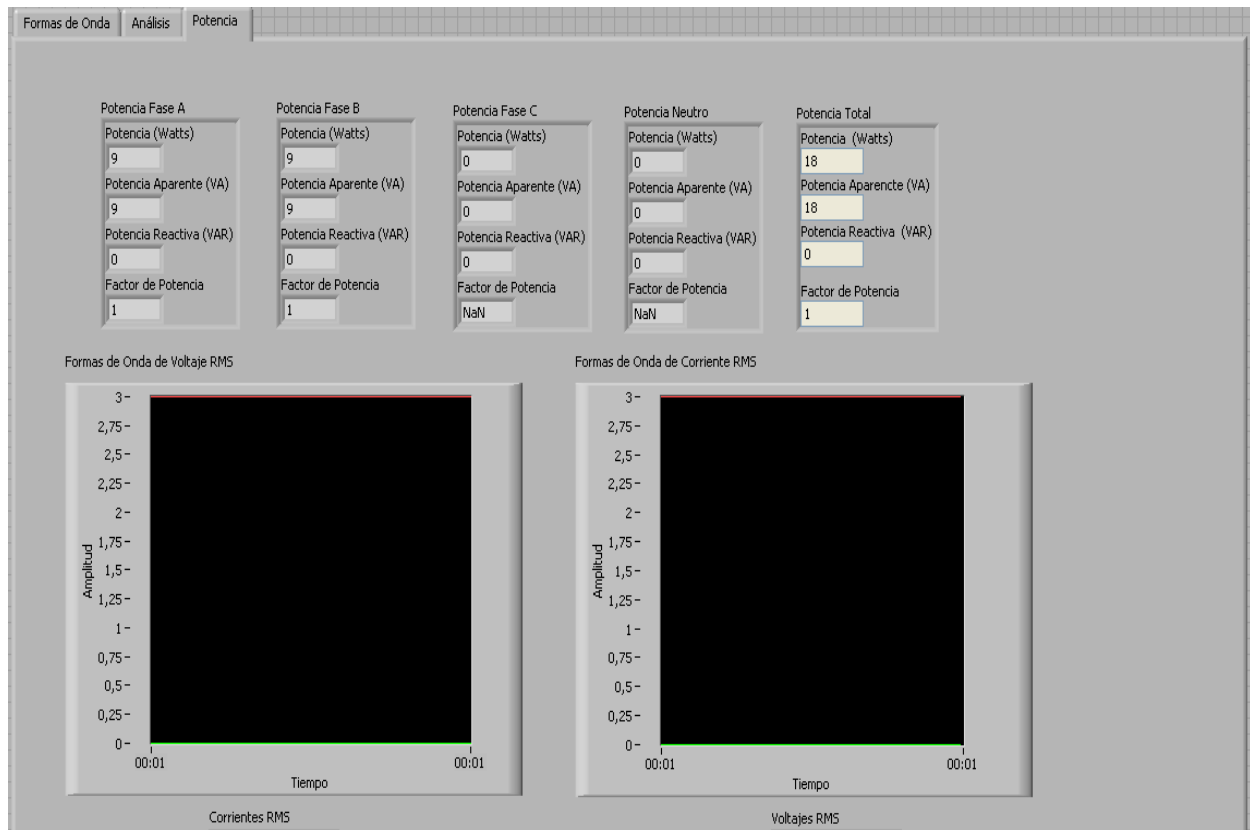 Formas de Onda
Análisis
Potencia
Potencia Fase A
Potencia (Watts)
9
Potencia Aparente (VA)
9
Potencia Reactiva (VAR)
0
Factor de Potencia
1
Potencia Fase B
Potencia (Watts)
9
Potencia Aparente (VA)
9
Potencia Reactiva (VAR)
0
Factor de Potencia
1
Potencia Fase C
Potencia (Watts)
0
Potencia Aparente (VA)
0
Potencia Reactiva (VAR)
0
Factor de Potencia
NaN
Potencia Neutro
Potencia (Watts)
0
Potencia Aparente (VA)
0
Potencia Reactiva (VAR)
0
Factor de Potencia
NaN
Potencia Total
Potencia (Watts)
18
Potencia Aparencte (VA)
18
Potencia Reactiva (VAR)
0
Factor de Potencia
1
Formas de Onda de Voltaje RMS
3
2,75
2,5
2,25
2
1,75
1,5
1,25
1
0,75
0,5
0,25
0
Amplitud
00:01
00:01
Tiempo
Corrientes RMS
Formas de Onda de Corriente RMS
3
2,75
2,5
2,25
2
1,75
1,5
1,25
1
0,75
0,5
0,25
0
Amplitud
00:01
00:01
Tiempo
Voltajes RMS